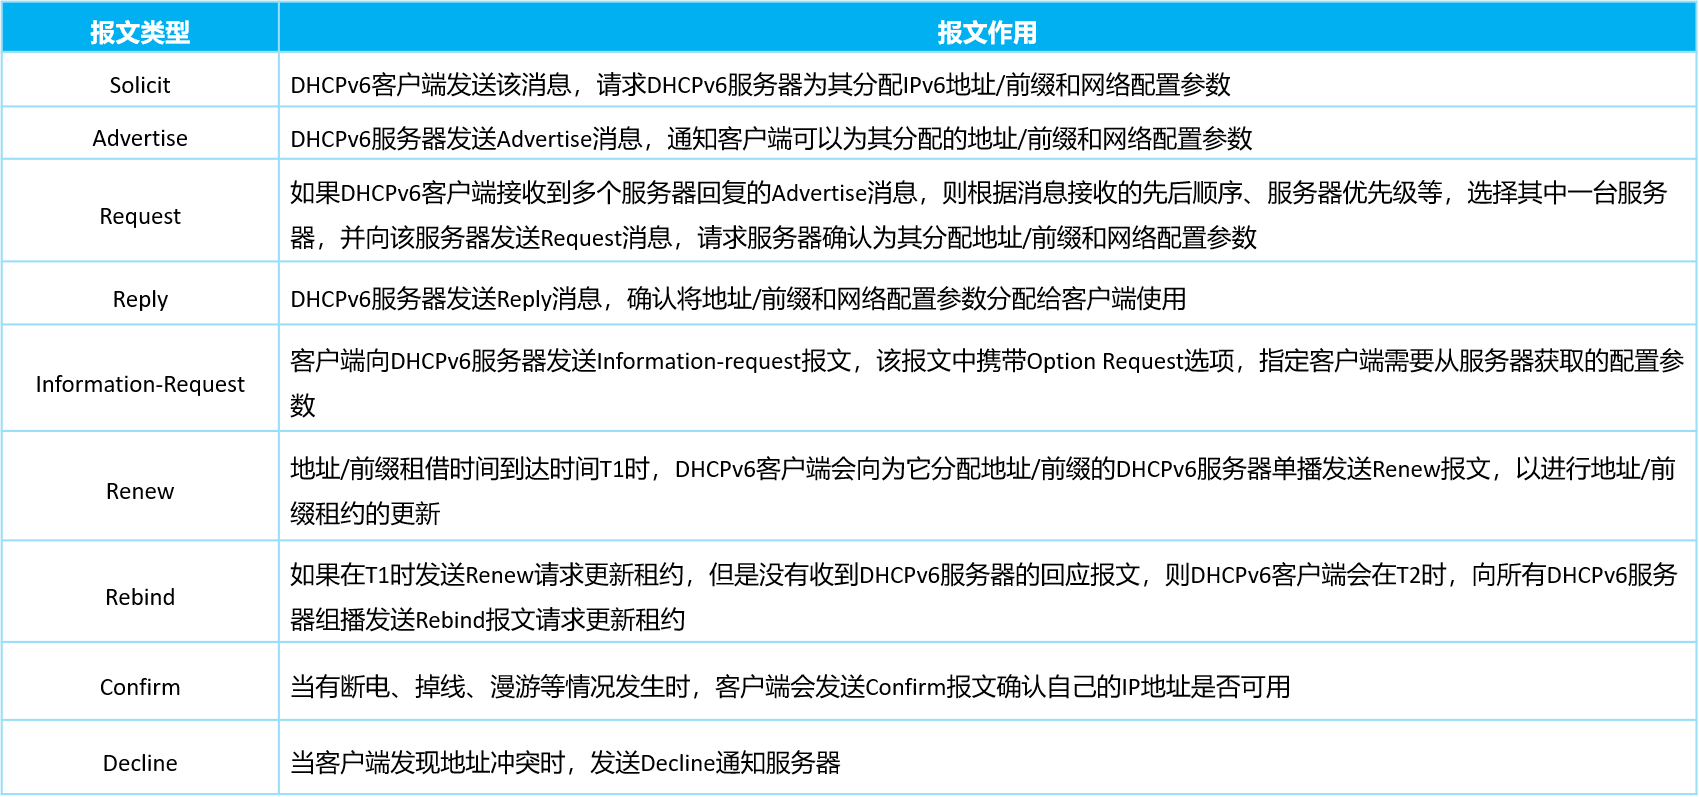 报文类型
报文作用
Solicit
DHCPv6客户端发送该消息，请求DHCPv6服务器为其分配IPv6地址/前缀和网络配置参数
Advertise
DHCPv6服务器发送Advertise消息，通知客户端可以为其分配的地址/前缀和网络配置参数
Request
如果DHCPv6客户端接收到多个服务器回复的Advertise消息，则根据消息接收的先后顺序、服务器优先级等，选择其中一台服务
器，并向该服务器发送Request消息，请求服务器确认为其分配地址/前缀和网络配置参数
Reply
DHCPv6服务器发送Reply消息，确认将地址/前缀和网络配置参数分配给客户端使用
Information-Request
客户端向DHCPv6服务器发送Information-request报文，该报文中携带Option Request选项，指定客户端需要从服务器获取的配置参
数
Renew
地址/前缀租借时间到达时间T1时，DHCPv6客户端会向为它分配地址/前缀的DHCPv6服务器单播发送Renew报文，以进行地址/前
缀租约的更新
Rebind
如果在T1时发送Renew请求更新租约，但是没有收到DHCPv6服务器的回应报文，则DHCPv6客户端会在T2时，向所有DHCPv6服务
器组播发送Rebind报文请求更新租约
Confirm
当有断电、掉线、漫游等情况发生时，客户端会发送Confirm报文确认自己的IP地址是否可用
Decline
当客户端发现地址冲突时，发送Decline通知服务器